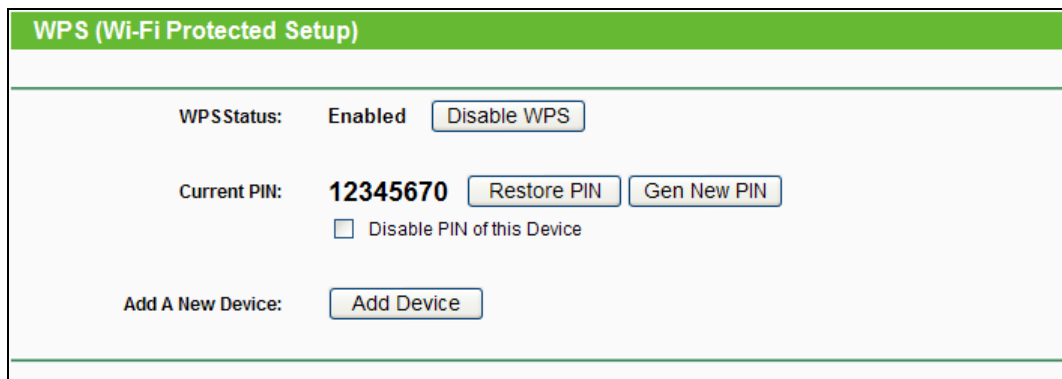 WPS (Wi-Fi Protected Setup)
WPS Status: Enabled Disable WPS
Current PIN: 12345670 Restore PIN Gen New PIN
Disable PIN of this Device
Add A New Device: Add Device